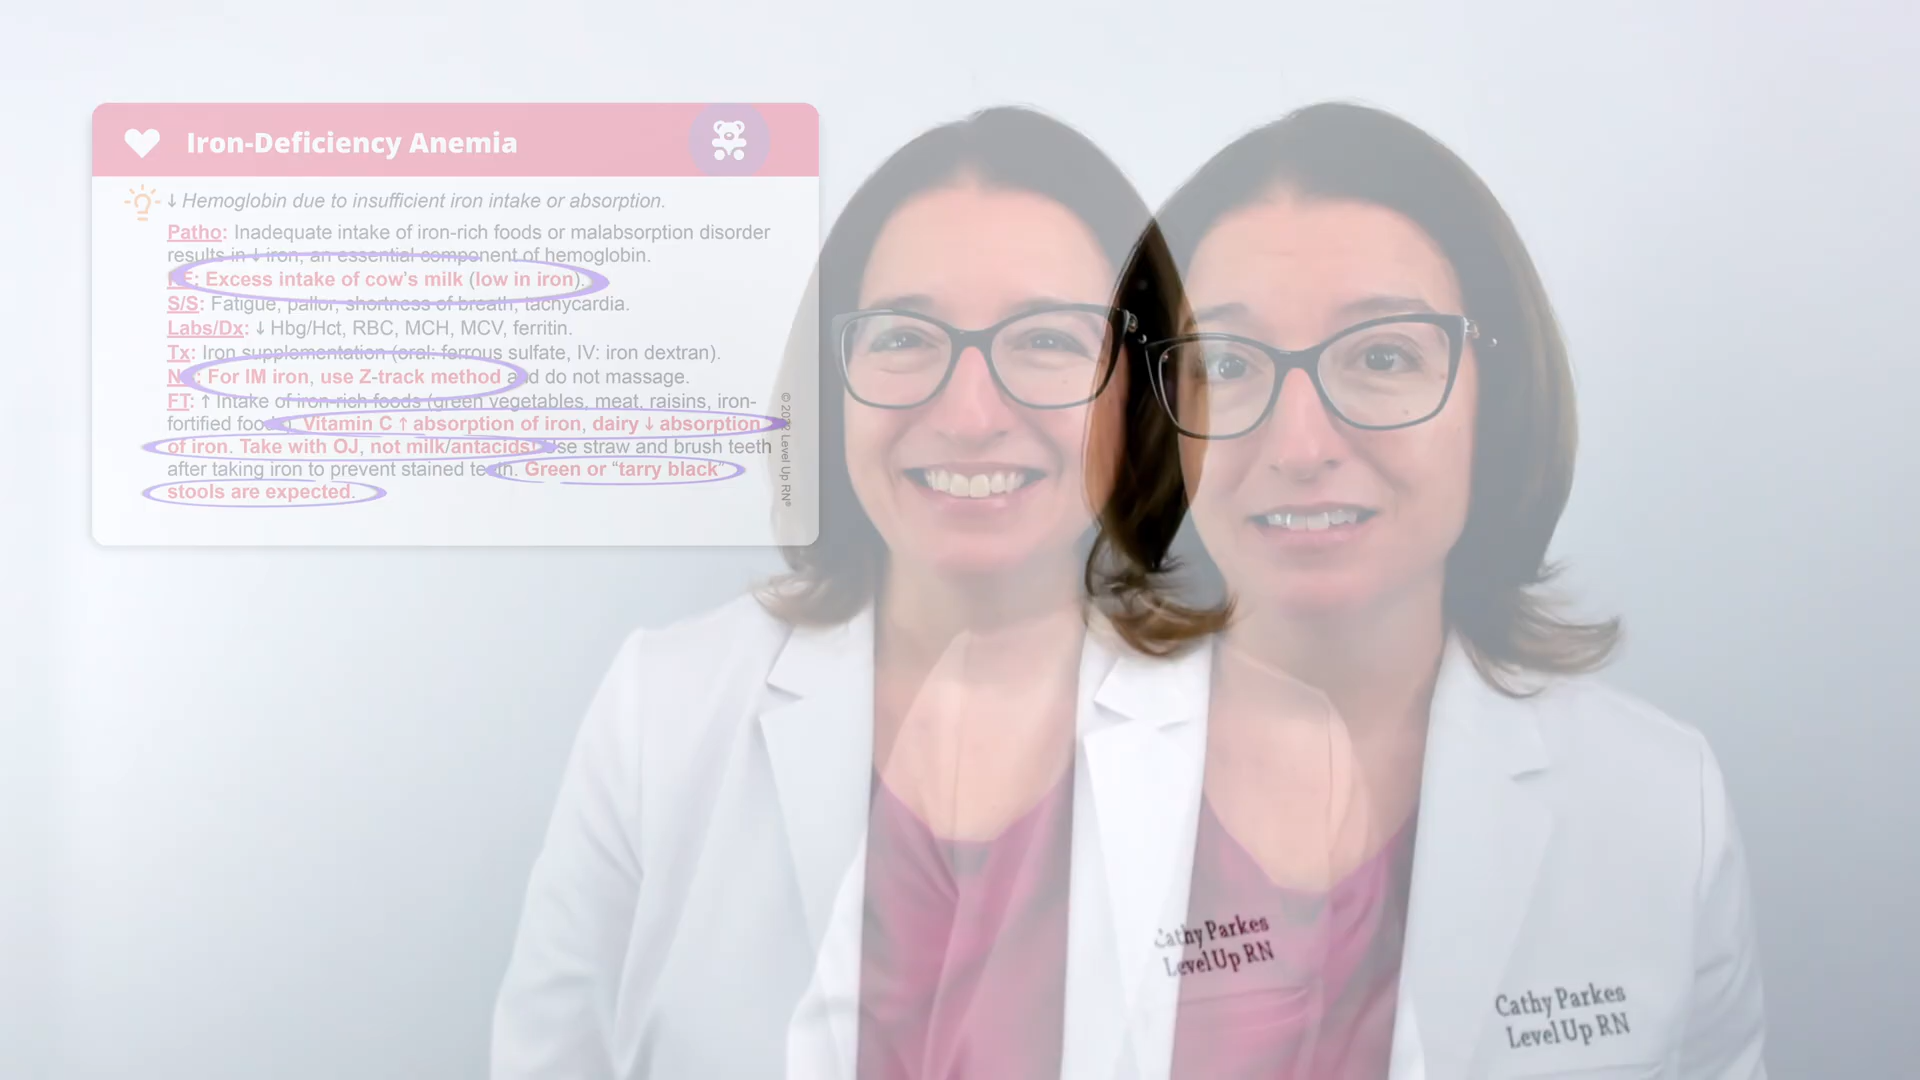 Iron-Deficiency Anemia
↓ Hemoglobin due to insufficient iron intake or absorption.
Patho: Inadequate intake of iron-rich foods or malabsorption disorder
results in ↓ iron, an essential component of hemoglobin.
: Excess intake of cow's milk (low in iron).
S/S: Fatigue, pallor, shortness of breath, tachycardia.
Labs/Dx: ↓ Hbg/Hct, RBC, MCH, MCV, ferritin.
Tx: Iron supplementation (oral: ferrous sulfate, IV: iron dextran).
: For IM iron, use Z-track method and do not massage.
FT: ↑ Intake of iron-rich foods (green vegetables, meat, raisins, iron-
fortified Vitamin C ↑ absorption of iron, dairy ↓ absorption
of iron. Take with OJ, not milk/antacids! Use straw and brush teeth
after taking iron to prevent stained teeth. Green or "tarry black"
stools are expected.
© 2022 Level Up RN®
Cathy Parkes
Level Up RN
Cathy Parkes
Level Up RN